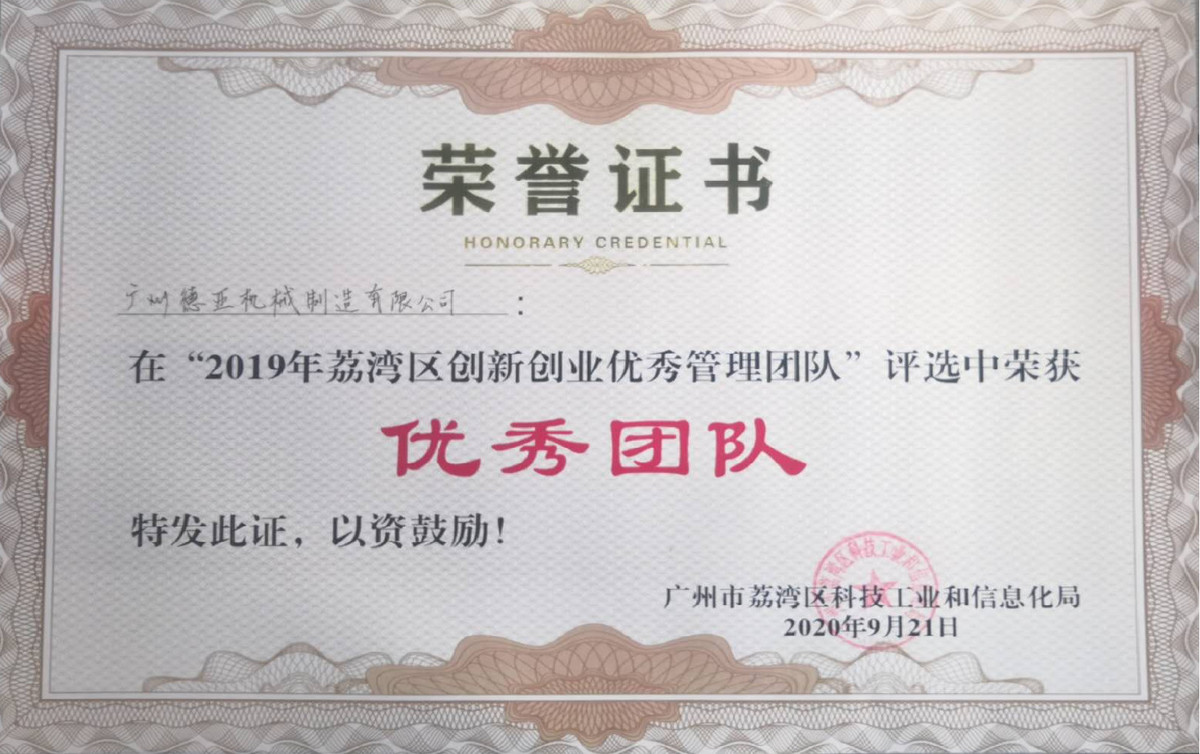 荣誉证书
HONORARY CREDENTIAL
广州德亚机械制造有限公司：
在“2019年荔湾区创新创业优秀管理团队”评选中荣获
优秀团队
特发此证，以资鼓励！
广州市荔湾区科技工业和信息化局
2020年9月21日